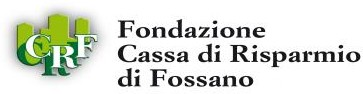 CRF
Fondazione
Cassa di Risparmio
di Fossano